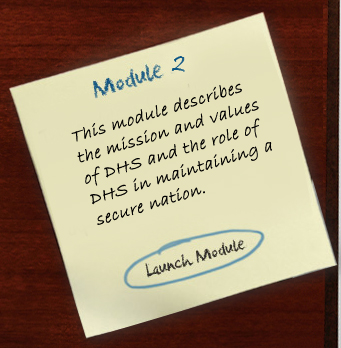 Module 2
This module describes
the mission and values
of DHS and the role of
DHS in maintaining a
secure nation.
Launch Module